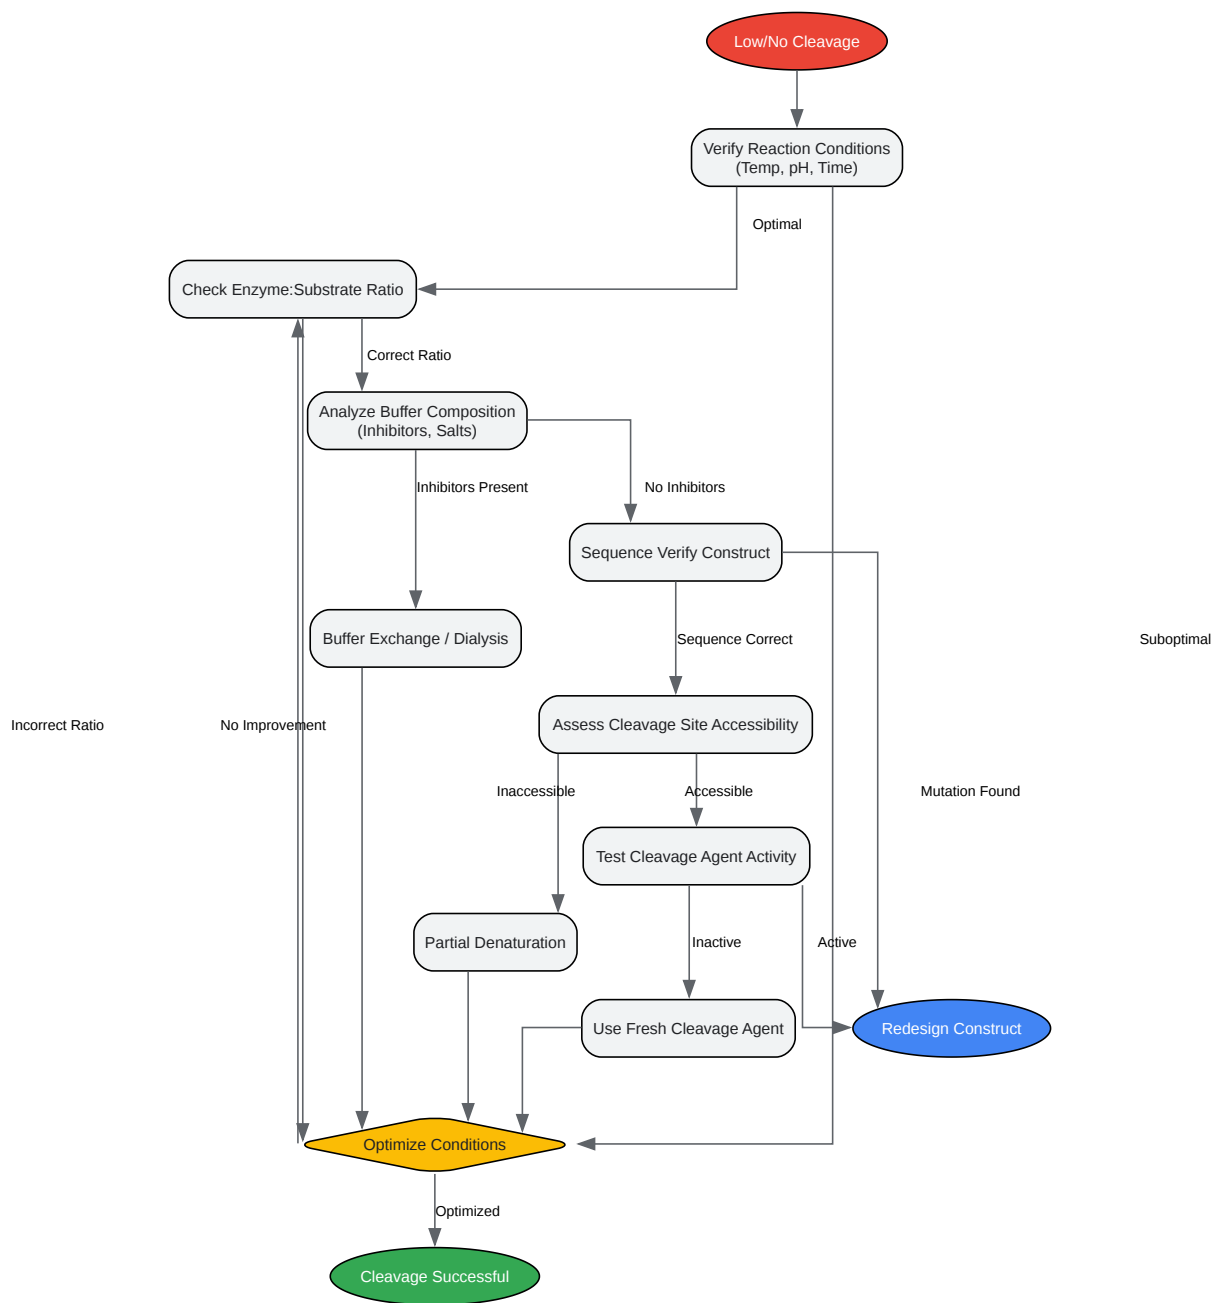 Low/No Cleavage
Verify Reaction Conditions
(Temp, pH, Time)
Optimal
Check Enzyme:Substrate Ratio
Correct Ratio
Analyze Buffer Composition
(Inhibitors, Salts)
Inhibitors Present
No Inhibitors
Sequence Verify Construct
Buffer Exchange / Dialysis
Sequence Correct
Suboptimal
Incorrect Ratio
No Improvement
Assess Cleavage Site Accessibility
Inaccessible
Accessible
Mutation Found
Test Cleavage Agent Activity
Partial Denaturation
Inactive
Active
Use Fresh Cleavage Agent
Redesign Construct
Optimize Conditions
Optimized
Cleavage Successful